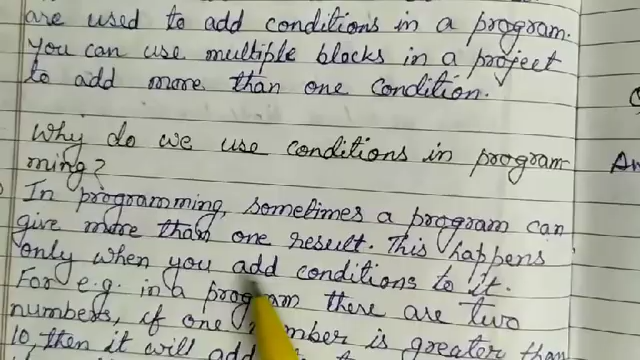 are used to add conditions in a program.
you can use multiple blocks in a project
to add more than one condition.
Why do we use conditions in program
ming?
In programming, sometimes a program can
give more than one result. This happens
only when you add conditions to it.
For e.g. in a program there are two
numbers, if one number is greater than
10, then it will add